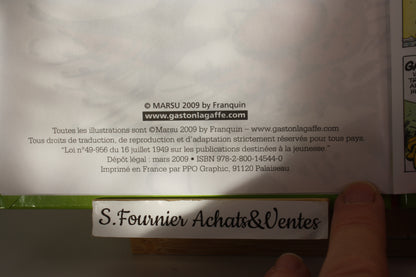 © MARSU 2009 by Franquin
www.gastonlagaffe.com
Toutes les illustrations sont ©Marsu 2009 by Franquin – www.gastonlagaffe.com
Tous droits de traduction, de reproduction et d'adaptation strictement réservés pour tous pays.
"Loi n°49-956 du 16 juillet 1949 sur les publications destinées à la jeunesse."
Dépôt légal : mars 2009 • ISBN 978-2-800-14544-0
Imprimé en France par PPO Graphic, 91120 Palaiseau
S.Fournier Achats&Ventes